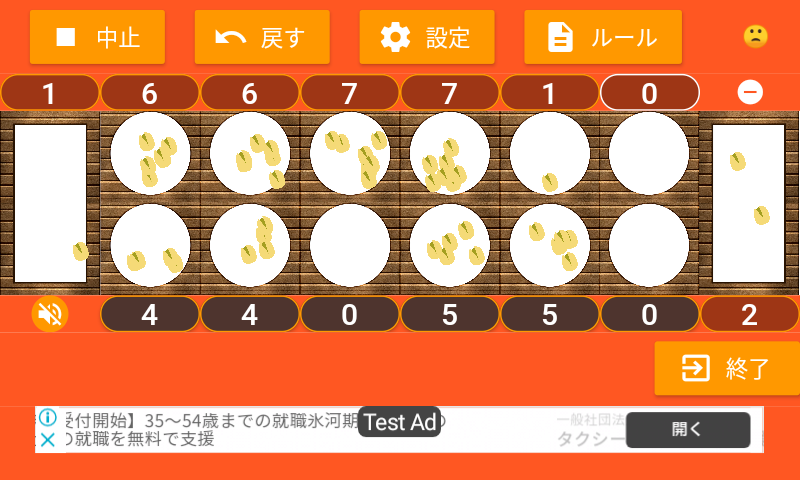 中止
戻す
設定
ルール
1 6 6 7 7 1 0
4 4 0 5 5 0 2
終了
受付開始】35〜54歳までの就職氷河期
Test Ad
の就職を無料で支援
一般社団法
タクシー
開く